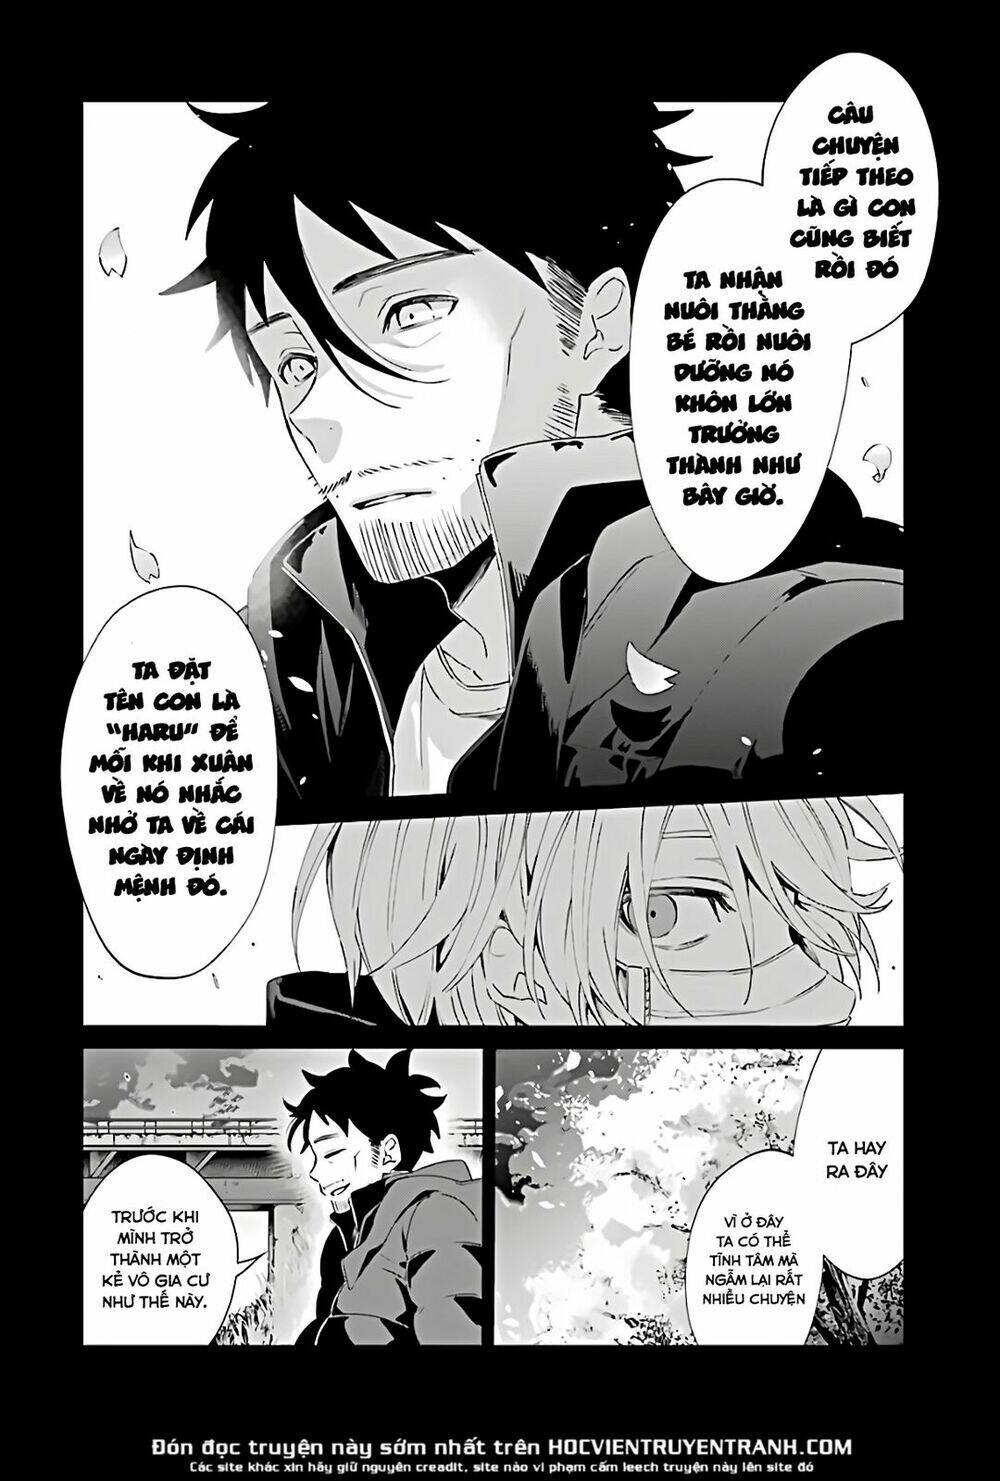 CÂU
CHUYỆN
TIẾP THEO
LÀ GÌ CON
CŨNG BIẾT
RỒI ĐÓ
TA NHẬN
NUÔI THẰNG
BÉ RỒI NUÔI
DƯỠNG NÓ
KHÔN LỚN
TRƯỞNG
THÀNH NHƯ
BÂY GIỜ.
TA ĐẶT
TÊN CON LÀ
"HARU" ĐỂ
MỖI KHI XUÂN
VỀ NÓ NHẮC
NHỞ TA VỀ CÁI
NGÀY ĐỊNH
MỆNH ĐÓ.
TA HAY
RA ĐÂY
VÌ Ở ĐÂY
TA CÓ THỂ
TĨNH TÂM MÀ
NGẪM LẠI RẤT
NHIỀU CHUYỆN
TRƯỚC KHI
MÌNH TRỞ
THÀNH MỘT
KẺ VÔ GIA CƯ
NHƯ THẾ NÀY.
Đón đọc truyện này sớm nhất trên HOCVIENTRUYENTRANH.COM
Các site khác xin hãy giữ nguyên creadit, site nào vi phạm cấm leech truyện này lên site đó